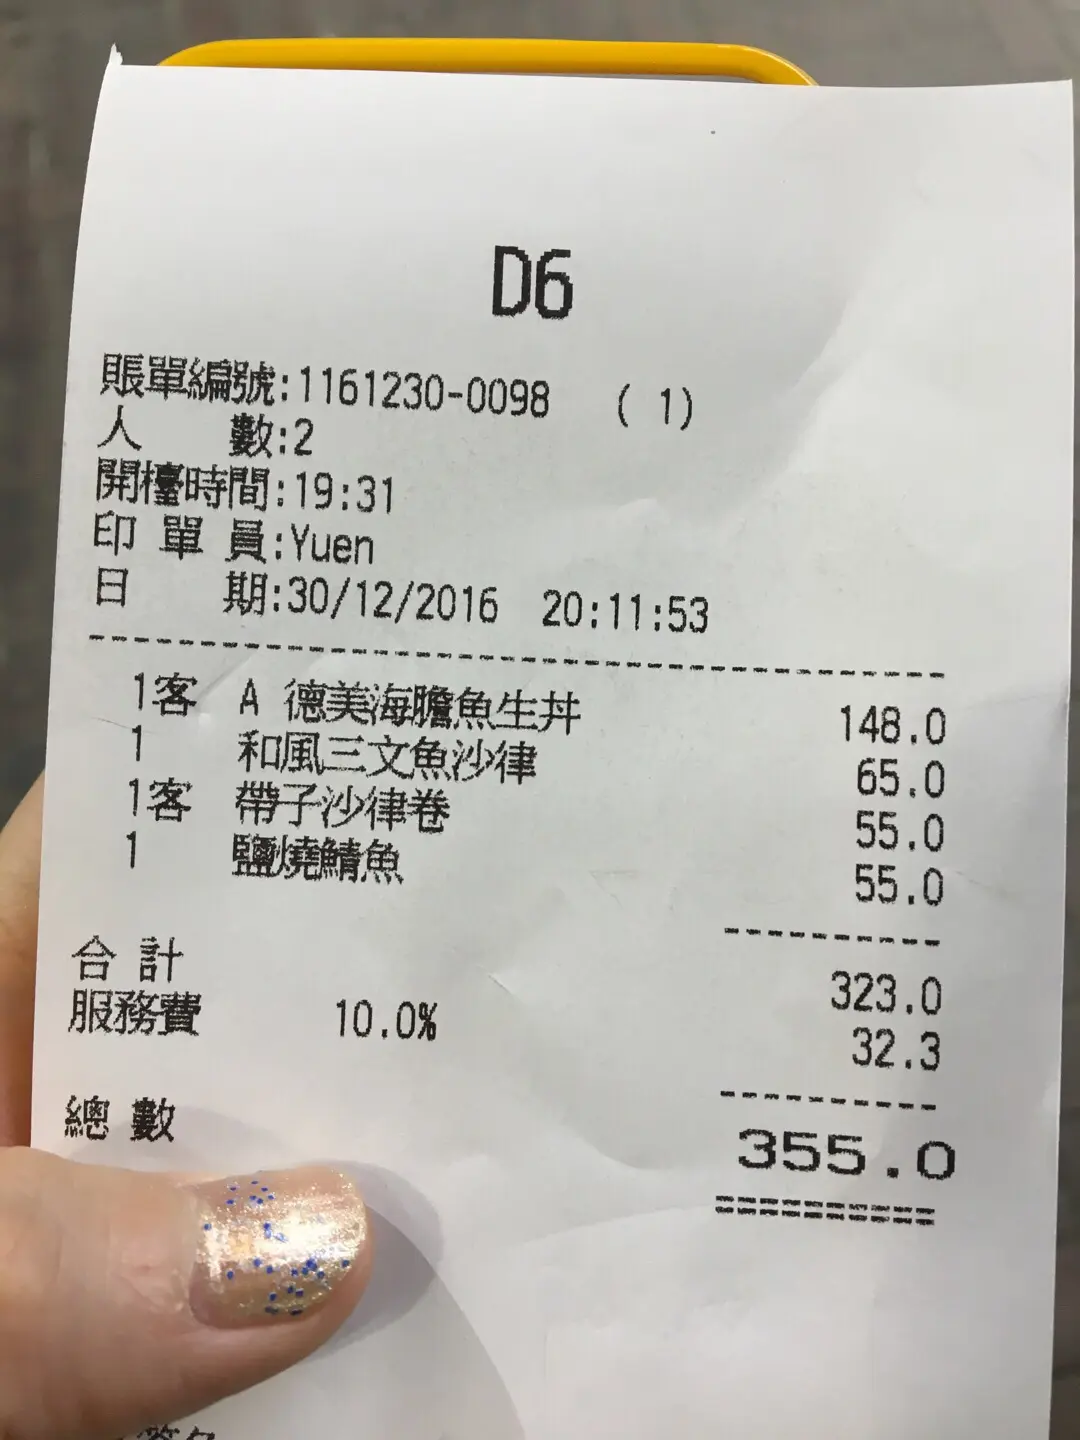 D6
賬單編號:1161230-0098 ( 1)
人 數:2
開檯時間:19:31
印 單 員:Yuen
日 期:30/12/2016 20:11:53
1客 A 德美海膽魚生丼 148.0
1 和風三文魚沙律 65.0
1客 帶子沙律卷 55.0
1 鹽燒鯖魚 55.0
合 計 323.0
服務費 10.0% 32.3
總 數 355.0